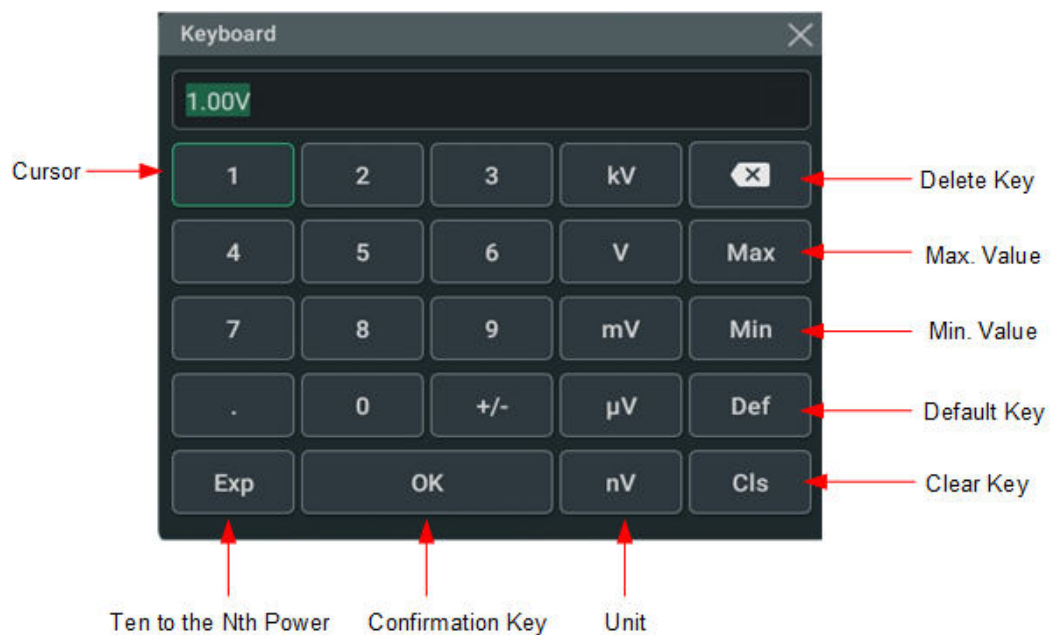 Keyboard
1.00V
Cursor 1 2 3 kV Delete Key
4 5 6 V Max Max. Value
7 8 9 mV Min Min. Value
. 0 +/- µV Def Default Key
Exp OK nV Cls Clear Key
Ten to the Nth Power Confirmation Key Unit